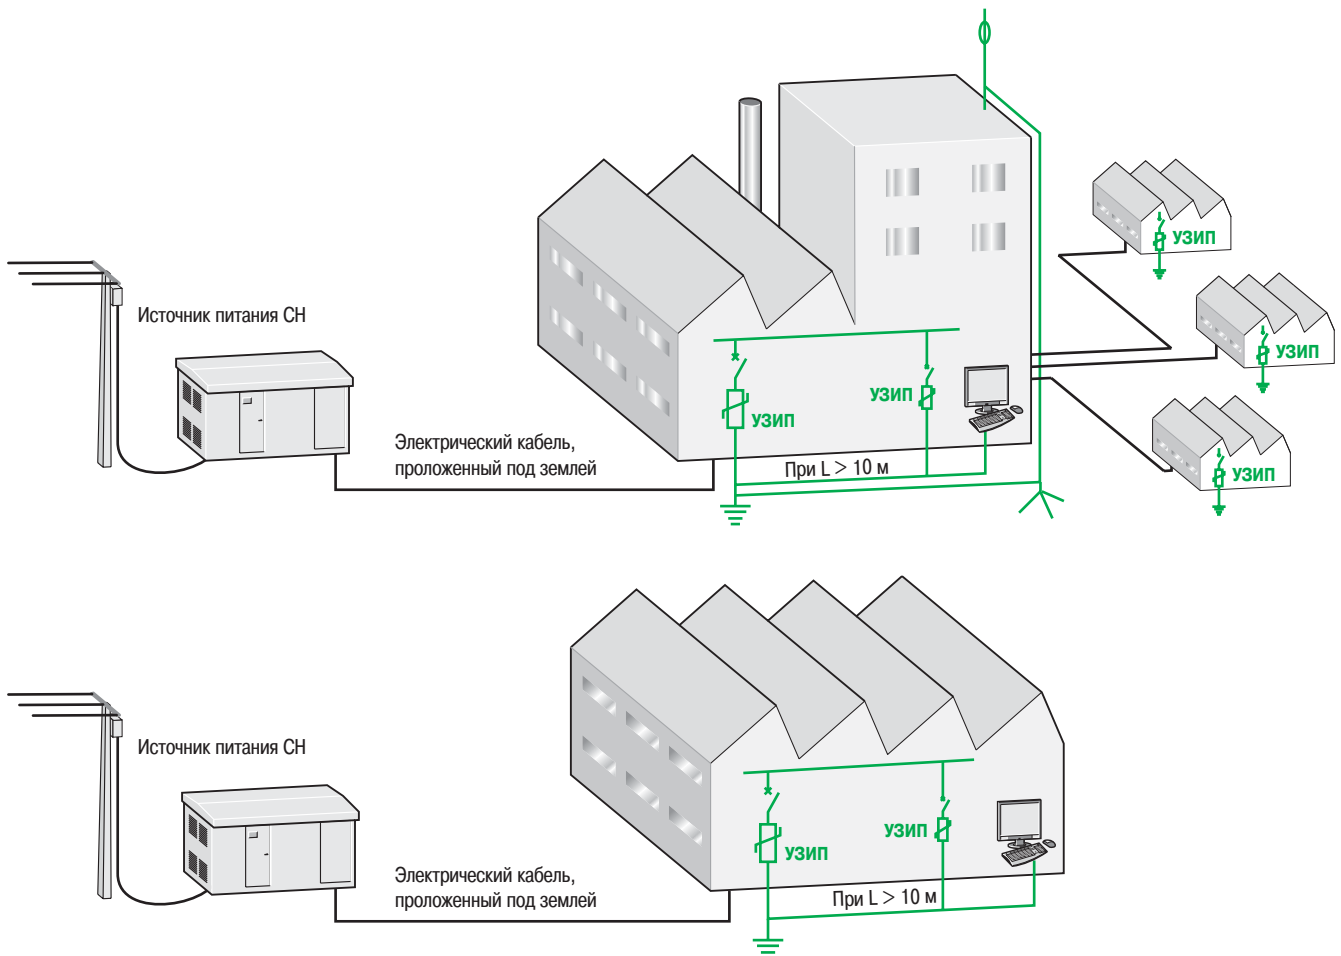 УЗИП
Источник питания СН
УЗИП
УЗИП
УЗИП
Электрический кабель,
проложенный под землей
При L > 10 м
УЗИП
Источник питания СН
УЗИП
УЗИП
Электрический кабель,
проложенный под землей
При L > 10 м